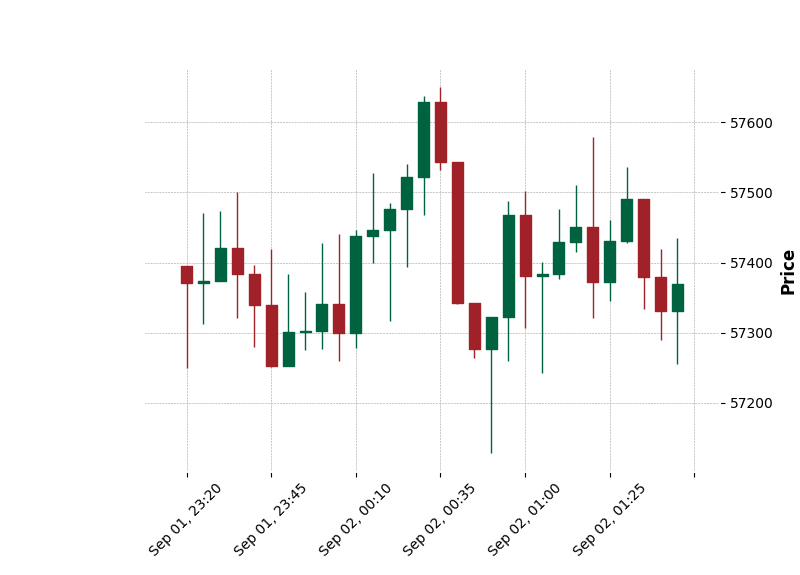 57600
57500
57400
57300
57200
Price
Sep 01, 23:20
Sep 01, 23:45
Sep 02, 00:10
Sep 02, 00:35
Sep 02, 01:00
Sep 02, 01:25